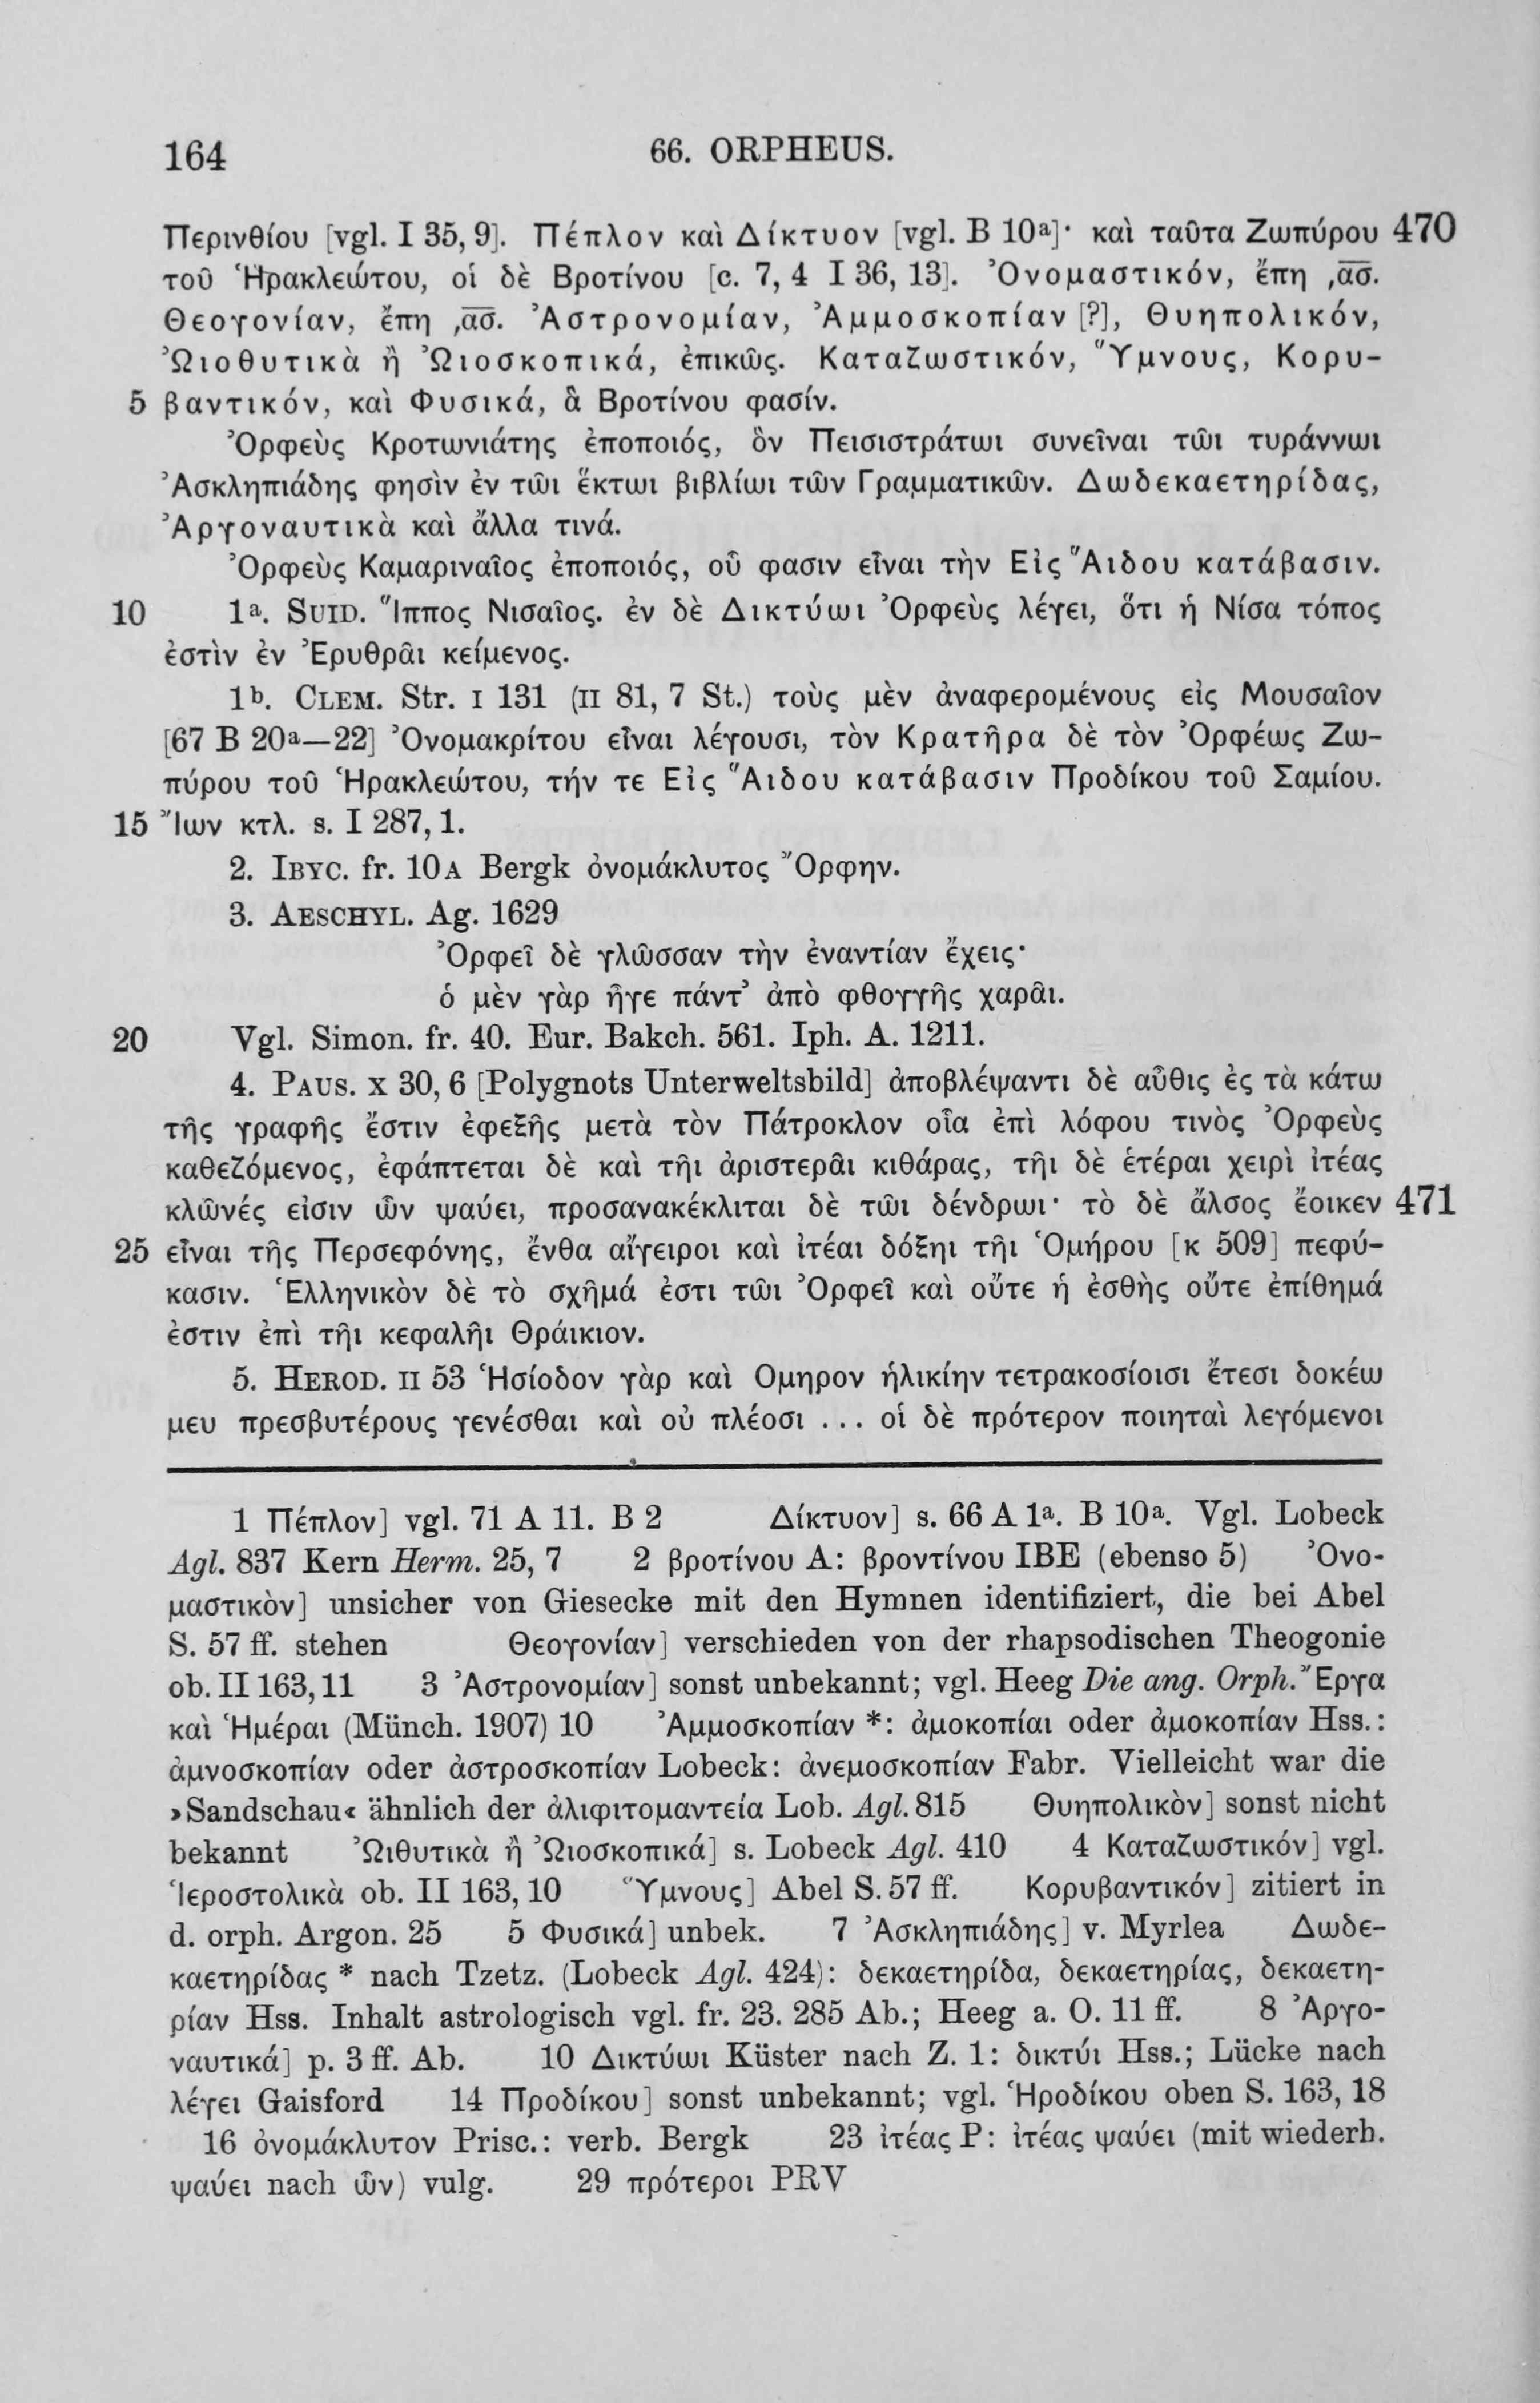 164 66. ORPHEUS.
Περινθίου [vgl. I 35, 9]. Πέπλον καὶ Δίκτυον [vgl. B 10ᵃ]· καὶ ταῦτα Ζωπύρου 470
τοῦ Ἡρακλειώτου, οἱ δὲ Βροτίνου [c. 7, 4 I 36, 13]. Ὀνομαστικόν, ἔπη ͵α̅σ̅.
Θεογονίαν, ἔπη ͵α̅σ̅. Ἀστρονομίαν, Ἀμμοσκοπίαν [?], Θυηπολικόν,
Ὠιοθυτικὰ ἢ Ὠιοσκοπικά, ἐπικῶς. Καταζωστικόν, Ὕμνους, Κορυ-
5 βαντικόν, καὶ Φυσικά, ἃ Βροτίνου φασίν.
Ὀρφεὺς Κροτωνιάτης ἐποποιός, ὃν Πεισιστράτωι συνεῖναι τῶι τυράννωι
Ἀσκληπιάδης φησὶν ἐν τῶι ἕκτωι βιβλίωι τῶν Γραμματικῶν. Δωδεκαετηρίδας,
Ἀργοναυτικὰ καὶ ἄλλα τινά.
Ὀρφεὺς Καμαριναῖος ἐποποιός, οὗ φασιν εἶναι τὴν Εἰς Ἅιδου κατάβασιν.
10 1ᵃ. SUID. Ἵππος Νισαῖος. ἐν δὲ Δικτύωι Ὀρφεὺς λέγει, ὅτι ἡ Νίσα τόπος
ἐστὶν ἐν Ἐρυθρᾶι κείμενος.
1ᵇ. CLEM. Str. I 131 (II 81, 7 St.) τοὺς μὲν ἀναφερομένους εἰς Μουσαῖον
[67 B 20ᵃ—22] Ὀνομακρίτου εἶναι λέγουσι, τὸν Κρατῆρα δὲ τὸν Ὀρφέως Ζω-
πύρου τοῦ Ἡρακλειώτου, τήν τε Εἰς Ἅιδου κατάβασιν Προδίκου τοῦ Σαμίου.
15 Ἴων κτλ. s. I 287, 1.
2. IBYC. fr. 10A Bergk ὀνομάκλυτος Ὄρφην.
3. AESCHYL. Ag. 1629
Ὀρφεῖ δὲ γλῶσσαν τὴν ἐναντίαν ἔχεις·
ὁ μὲν γὰρ ἦγε πάντ’ ἀπὸ φθογγῆς χαρᾶι.
20 Vgl. Simon. fr. 40. Eur. Bakch. 561. Iph. A. 1211.
4. PAUS. X 30, 6 [Polygnots Unterweltsbild] ἀποβλέψαντι δὲ αὖθις ἐς τὰ κάτω
τῆς γραφῆς ἔστιν ἐφεξῆς μετὰ τὸν Πάτροκλον οἷα ἐπὶ λόφου τινὸς Ὀρφεὺς
καθεζόμενος, ἐφάπτεται δὲ καὶ τῆι ἀριστερᾶι κιθάρας, τῆι δὲ ἑτέραι χειρὶ ἰτέας
κλῶνές εἰσιν ὧν ψαύει, προσανακέκλιται δὲ τῶι δένδρωι· τὸ δὲ ἄλσος ἔοικεν 471
25 εἶναι τῆς Περσεφόνης, ἔνθα αἴγειροι καὶ ἰτέαι δόξηι τῆι Ὁμήρου [κ 509] πεφύ-
κασιν. Ἑλληνικὸν δὲ τὸ σχῆμά ἐστι τῶι Ὀρφεῖ καὶ οὔτε ἡ ἐσθὴς οὔτε ἐπίθημά
ἐστιν ἐπὶ τῆι κεφαλῆι Θράικιον.
5. HEROD. II 53 Ἡσίοδον γὰρ καὶ Ομηρον ἡλικίην τετρακοσίοισι ἔτεσι δοκέω
μευ πρεσβυτέρους γενέσθαι καὶ οὐ πλέοσι ... οἱ δὲ πρότερον ποιηταὶ λεγόμενοι
1 Πέπλον] vgl. 71 A 11. B 2 Δίκτυον] s. 66 A 1ᵃ. B 10ᵃ. Vgl. Lobeck
Agl. 837 Kern Herm. 25, 7 2 βροτίνου A: βροντίνου IBE (ebenso 5) Ὀνο-
μαστικὸν] unsicher von Giesecke mit den Hymnen identifiziert, die bei Abel
S. 57 ff. stehen Θεογονίαν] verschieden von der rhapsodischen Theogonie
ob. II 163, 11 3 Ἀστρονομίαν] sonst unbekannt; vgl. Heeg Die ang. Orph. Ἔργα
καὶ Ἡμέραι (Münch. 1907) 10 Ἀμμοσκοπίαν *: ἀμοκοπίαι oder ἀμοκοπίαν Hss.:
ἀμνοσκοπίαν oder ἀστροσκοπίαν Lobeck: ἀνεμοσκοπίαν Fabr. Vielleicht war die
»Sandschau« ähnlich der ἀλιφιτομαντεία Lob. Agl. 815 Θυηπολικὸν] sonst nicht
bekannt Ὠιθυτικὰ ἢ Ὠιοσκοπικά] s. Lobeck Agl. 410 4 Καταζωστικόν] vgl.
Ἱεροστολικὰ ob. II 163, 10 Ὕμνους] Abel S. 57 ff. Κορυβαντικόν] zitiert in
d. orph. Argon. 25 5 Φυσικά] unbek. 7 Ἀσκληπιάδης] v. Myrlea Δωδε-
καετηρίδας * nach Tzetz. (Lobeck Agl. 424): δεκαετηρίδα, δεκαετηρίας, δεκαετη-
ρίαν Hss. Inhalt astrologisch vgl. fr. 23. 285 Ab.; Heeg a. O. 11 ff. 8 Ἀργο-
ναυτικά] p. 3 ff. Ab. 10 Δικτύωι Küster nach Z. 1: δικτύι Hss.; Lücke nach
λέγει Gaisford 14 Προδίκου] sonst unbekannt; vgl. Ἡροδίκου oben S. 163, 18
16 ὀνομάκλυτον Prisc.: verb. Bergk 23 ἰτέας P: ἰτέας ψαύει (mit wiederh.
ψαύει nach ὧν) vulg. 29 πρότεροι PRV